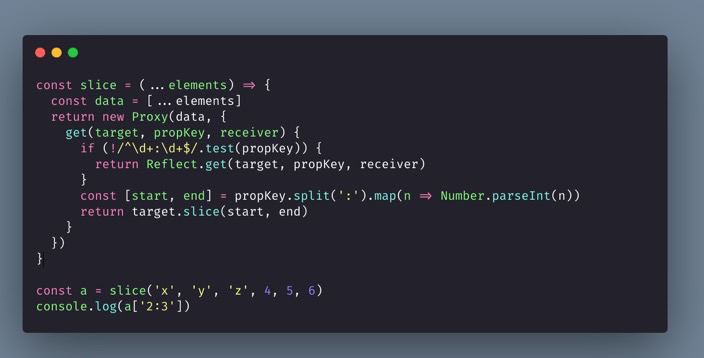 const slice = (...elements) => {
  const data = [...elements]
  return new Proxy(data, {
    get(target, propKey, receiver) {
      if (!/^\d+:\d+$/.test(propKey)) {
        return Reflect.get(target, propKey, receiver)
      }
      const [start, end] = propKey.split(':').map(n => Number.parseInt(n))
      return target.slice(start, end)
    }
  })
}

const a = slice('x', 'y', 'z', 4, 5, 6)
console.log(a['2:3'])